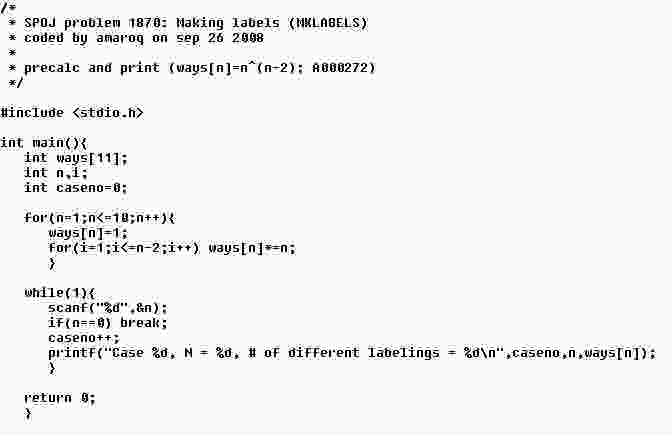 /*
 * SPOJ problem 1870: Making labels (MKLABELS)
 * coded by amaroq on sep 26 2008
 *
 * precalc and print (ways[n]=n^(n-2); A000272)
 */

#include <stdio.h>

int main(){
   int ways[11];
   int n,i;
   int caseno=0;

   for(n=1;n<=10;n++){
      ways[n]=1;
      for(i=1;i<=n-2;i++) ways[n]*=n;
      }

   while(1){
      scanf("%d",&n);
      if(n==0) break;
      caseno++;
      printf("Case %d, N = %d, # of different labelings = %d\n",caseno,n,ways[n]);
      }

   return 0;
   }